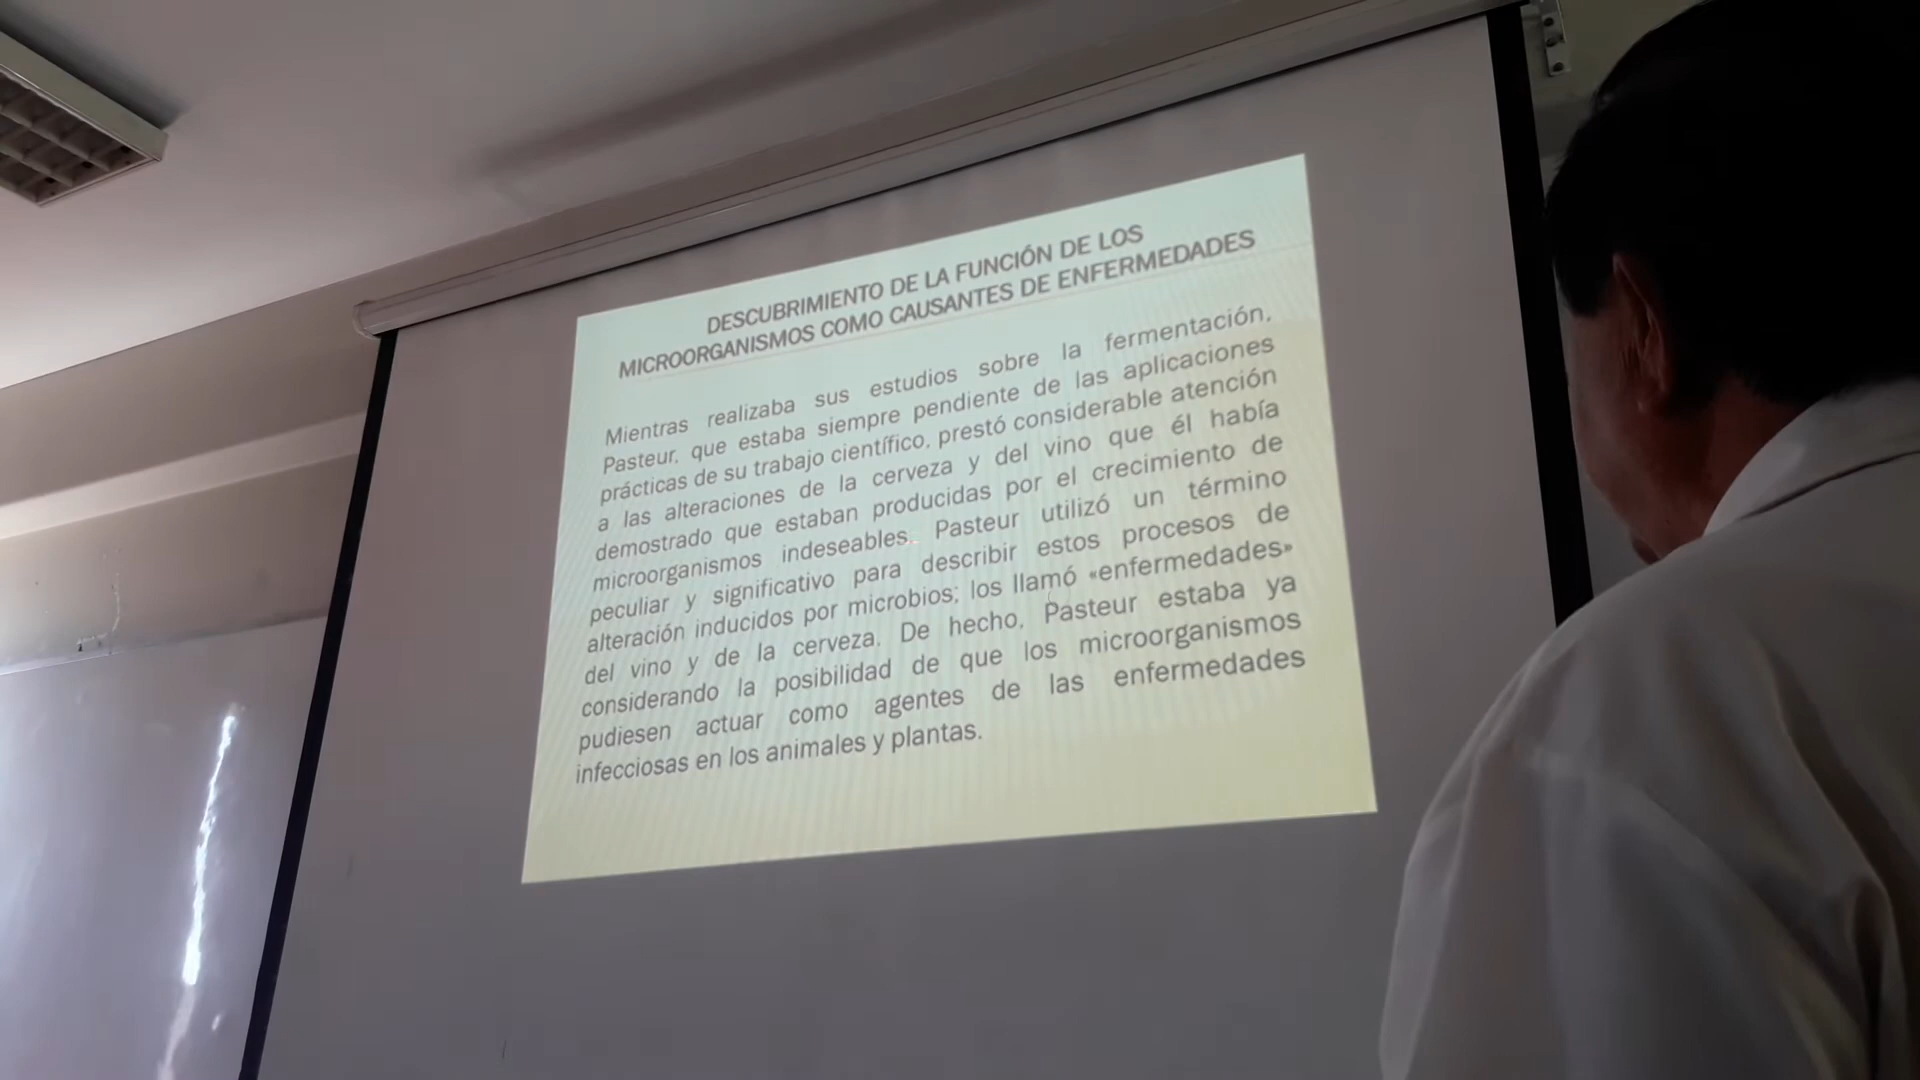 DESCUBRIMIENTO DE LA FUNCIÓN DE LOS
MICROORGANISMOS COMO CAUSANTES DE ENFERMEDADES
Mientras realizaba sus estudios sobre la fermentación,
Pasteur, que estaba siempre pendiente de las aplicaciones
prácticas de su trabajo científico, prestó considerable atención
a las alteraciones de la cerveza y del vino que él había
demostrado que estaban producidas por el crecimiento de
microorganismos indeseables. Pasteur utilizó un término
peculiar y significativo para describir estos procesos de
alteración inducidos por microbios; los llamó «enfermedades»
del vino y de la cerveza. De hecho, Pasteur estaba ya
considerando la posibilidad de que los microorganismos
pudiesen actuar como agentes de las enfermedades
infecciosas en los animales y plantas.